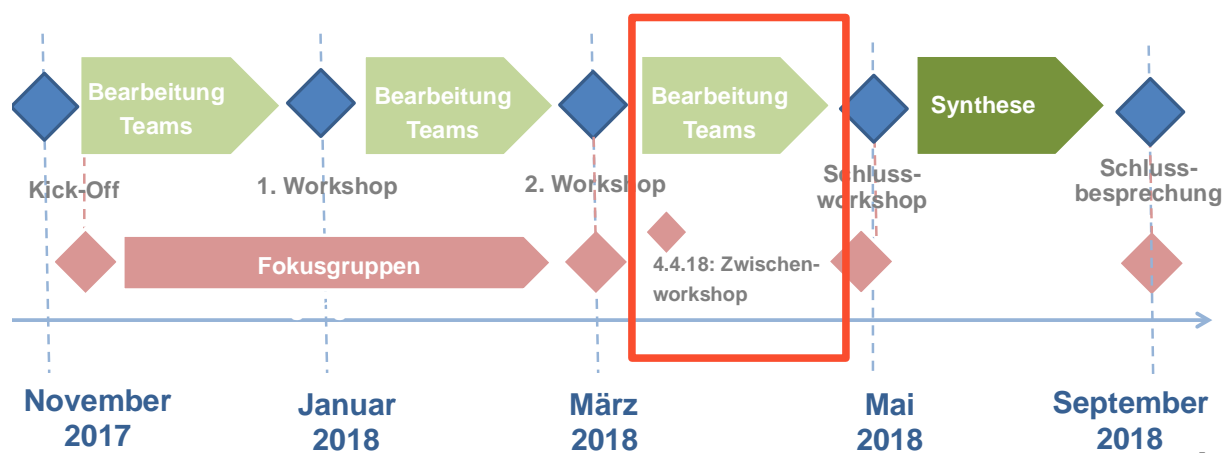 Bearbeitung
Teams
Bearbeitung
Teams
Bearbeitung
Teams
Synthese
Kick-Off
1. Workshop
2. Workshop
Schluss-
workshop
Schluss-
besprechung
Fokusgruppen
4.4.18: Zwischen-
workshop
November
2017
Januar
2018
März
2018
Mai
2018
September
2018